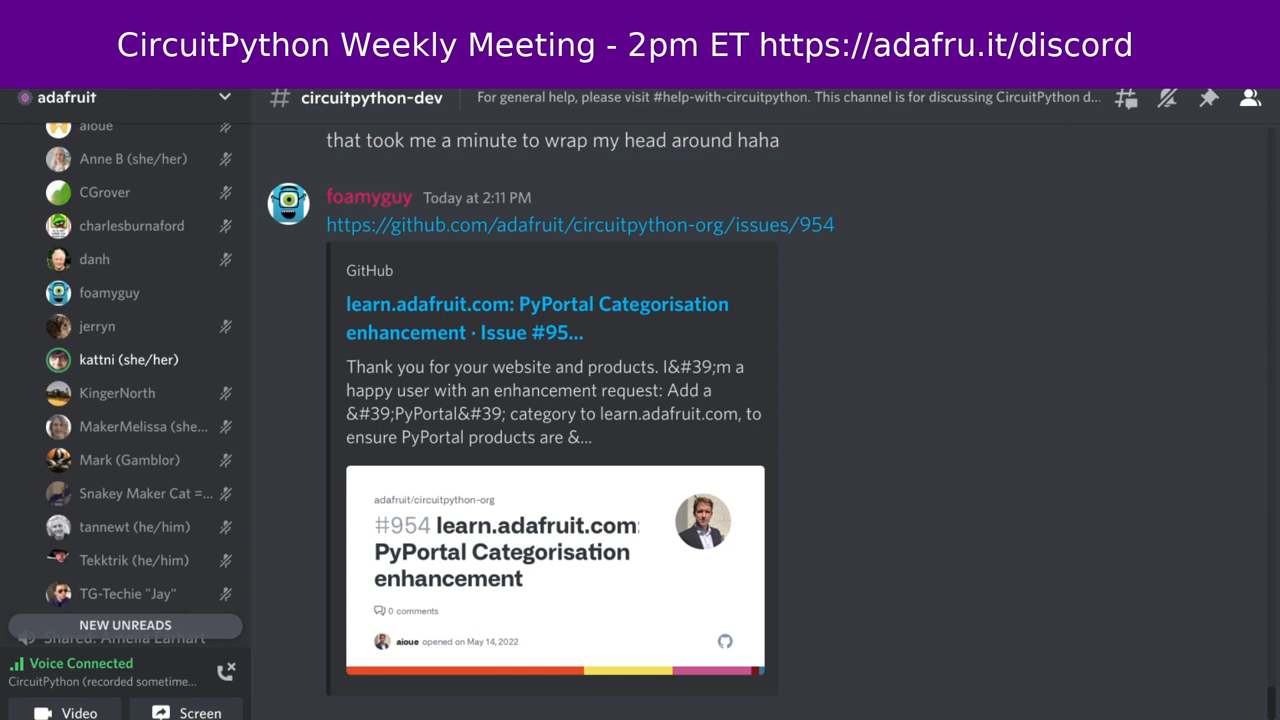 CircuitPython Weekly Meeting - 2pm ET https://adafru.it/discord
adafruit
aioue
Anne B (she/her)
CGrover
charlesburnaford
danh
foamyguy
jerryn
kattni (she/her)
KingerNorth
MakerMelissa (she...
Mark (Gamblor)
Snakey Maker Cat =...
tannewt (he/him)
Tekktrik (he/him)
TG-Techie "Jay"
NEW UNREADS
Shared: Amelia Earhart
Voice Connected
CircuitPython (recorded sometime...
Video
Screen
# circuitpython-dev
For general help, please visit #help-with-circuitpython. This channel is for discussing CircuitPython d...
that took me a minute to wrap my head around haha
foamyguy Today at 2:11 PM
https://github.com/adafruit/circuitpython-org/issues/954
GitHub
learn.adafruit.com: PyPortal Categorisation
enhancement · Issue #95...
Thank you for your website and products. I&#39;m a
happy user with an enhancement request: Add a
&#39;PyPortal&#39; category to learn.adafruit.com, to
ensure PyPortal products are &...
adafruit/circuitpython-org
#954 learn.adafruit.com:
PyPortal Categorisation
enhancement
0 comments
aioue opened on May 14, 2022